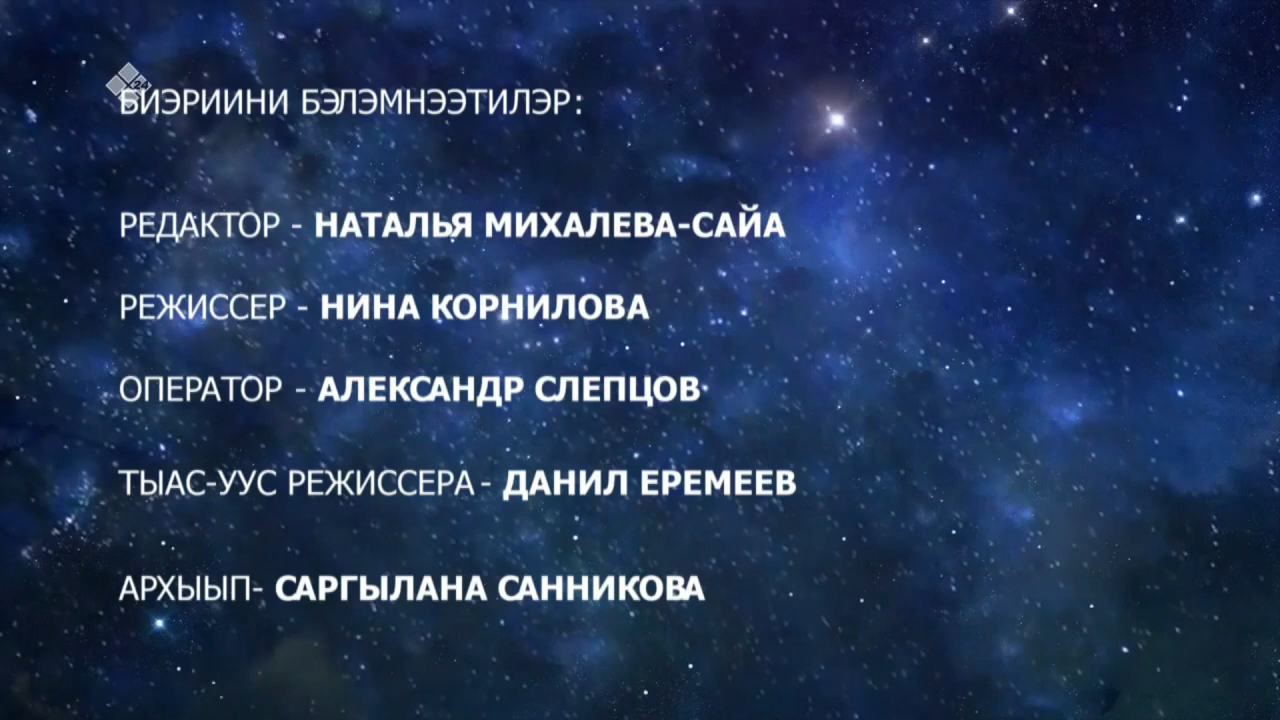 БИЭРИИНИ БЭЛЭМНЭЭТИЛЭР:
РЕДАКТОР - НАТАЛЬЯ МИХАЛЕВА-САЙА
РЕЖИССЕР - НИНА КОРНИЛОВА
ОПЕРАТОР - АЛЕКСАНДР СЛЕПЦОВ
ТЫАС-УУС РЕЖИССЕРА - ДАНИЛ ЕРЕМЕЕВ
АРХЫЫП- САРГЫЛАНА САННИКОВА